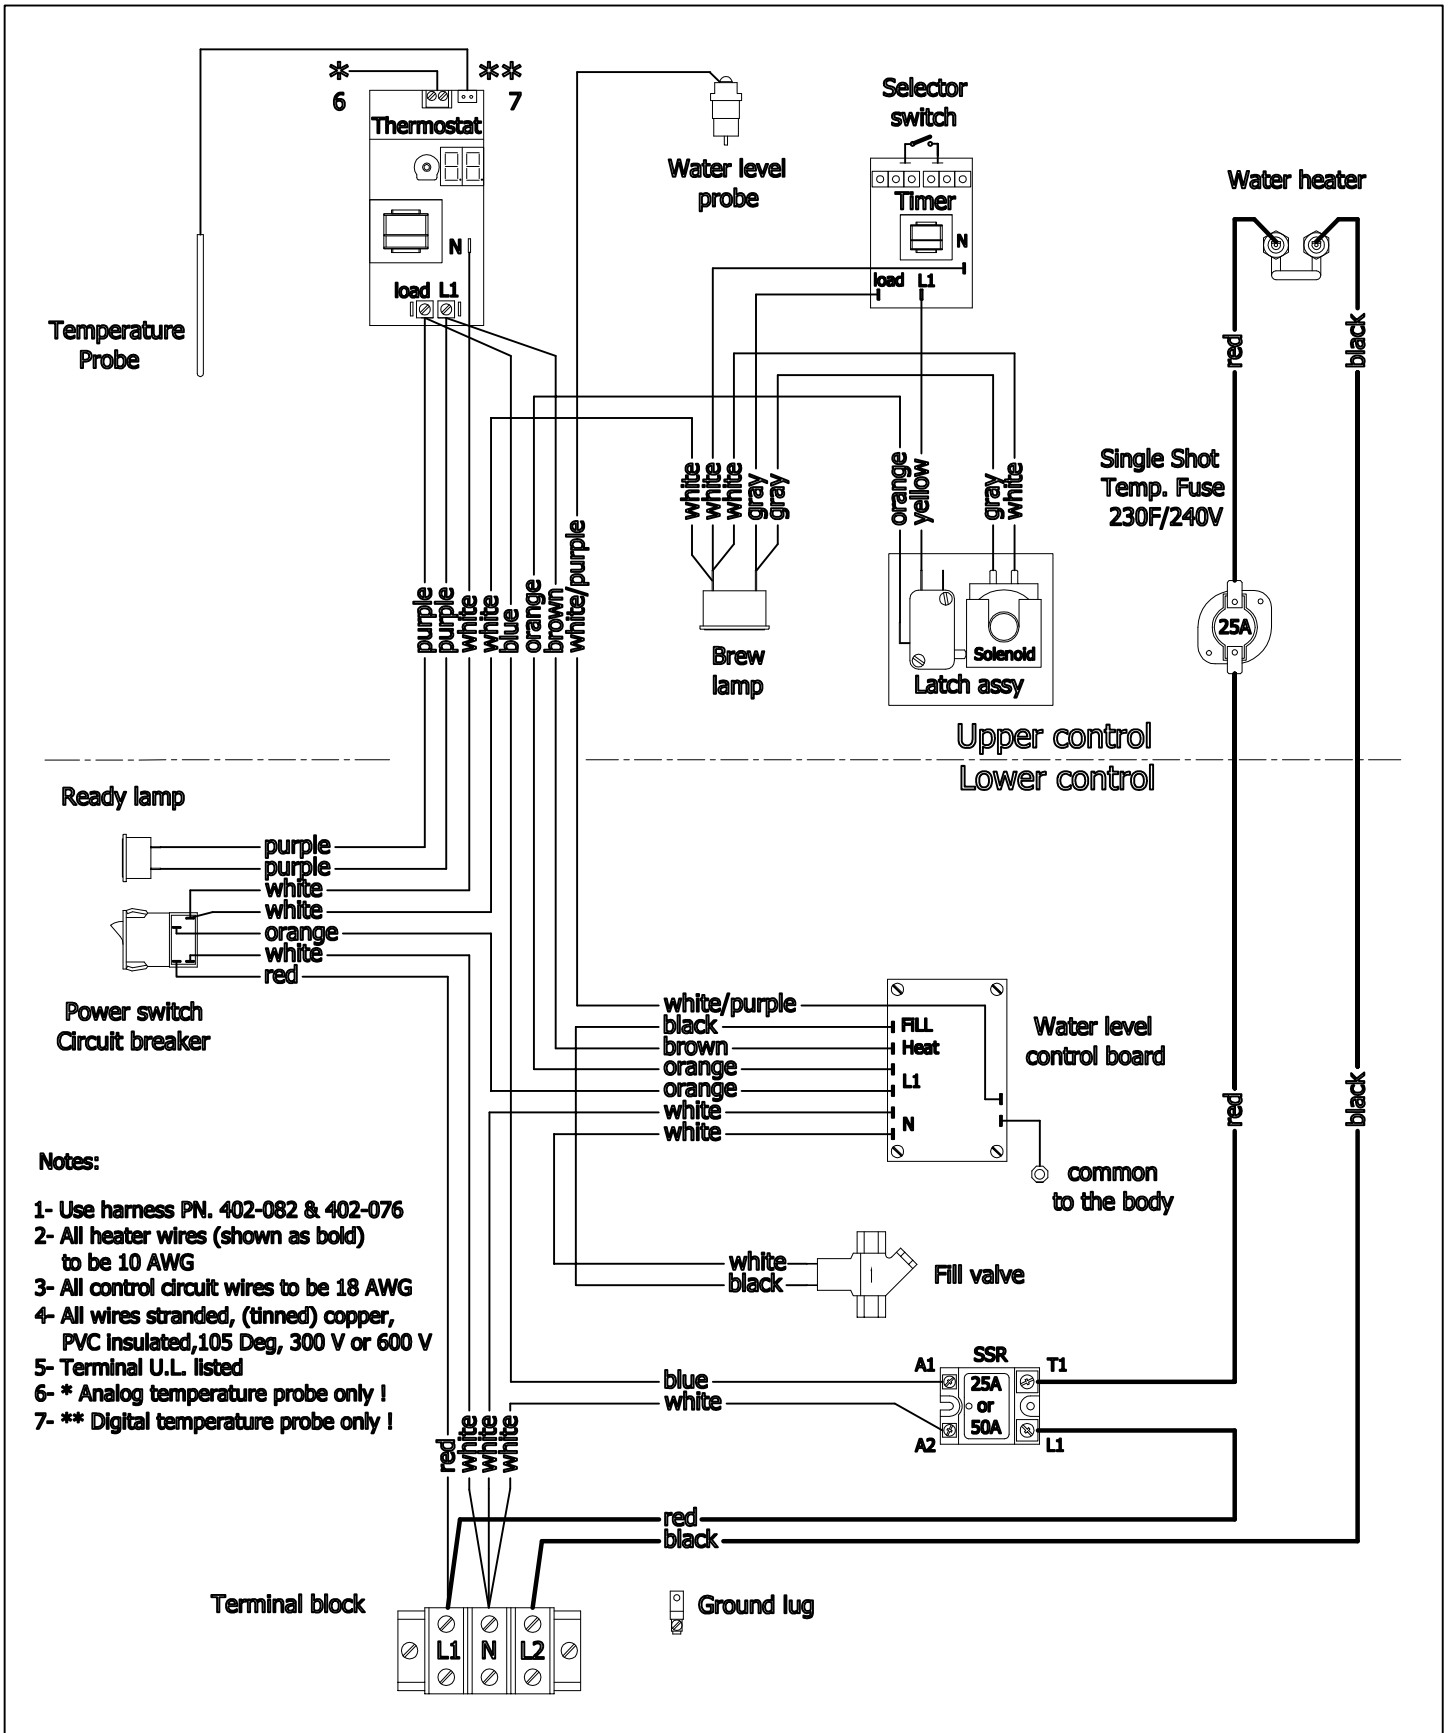 *
6
**
7
Thermostat
N
load L1
Temperature
Probe
Water level
probe
Selector
switch
Timer
N
load L1
Water heater
red
black
Single Shot
Temp. Fuse
230F/240V
25A
white
white
white
gray
gray
orange
yellow
gray
white
purple
purple
white
white
blue
orange
brown
white/purple
Brew
lamp
Solenoid
Latch assy
Upper control
Lower control
Ready lamp
purple
purple
white
white
orange
white
red
Power switch
Circuit breaker
white/purple
black
brown
orange
orange
white
white
FILL
Heat
L1
N
Water level
control board
red
black
common
to the body
Notes:
1- Use harness PN. 402-082 & 402-076
2- All heater wires (shown as bold)
to be 10 AWG
3- All control circuit wires to be 18 AWG
4- All wires stranded, (tinned) copper,
PVC insulated,105 Deg, 300 V or 600 V
5- Terminal U.L. listed
6- * Analog temperature probe only !
7- ** Digital temperature probe only !
white
black
Fill valve
blue
white
SSR
A1
T1
25A
or
50A
A2
L1
red
white
white
white
red
black
Terminal block
L1 N L2
Ground lug